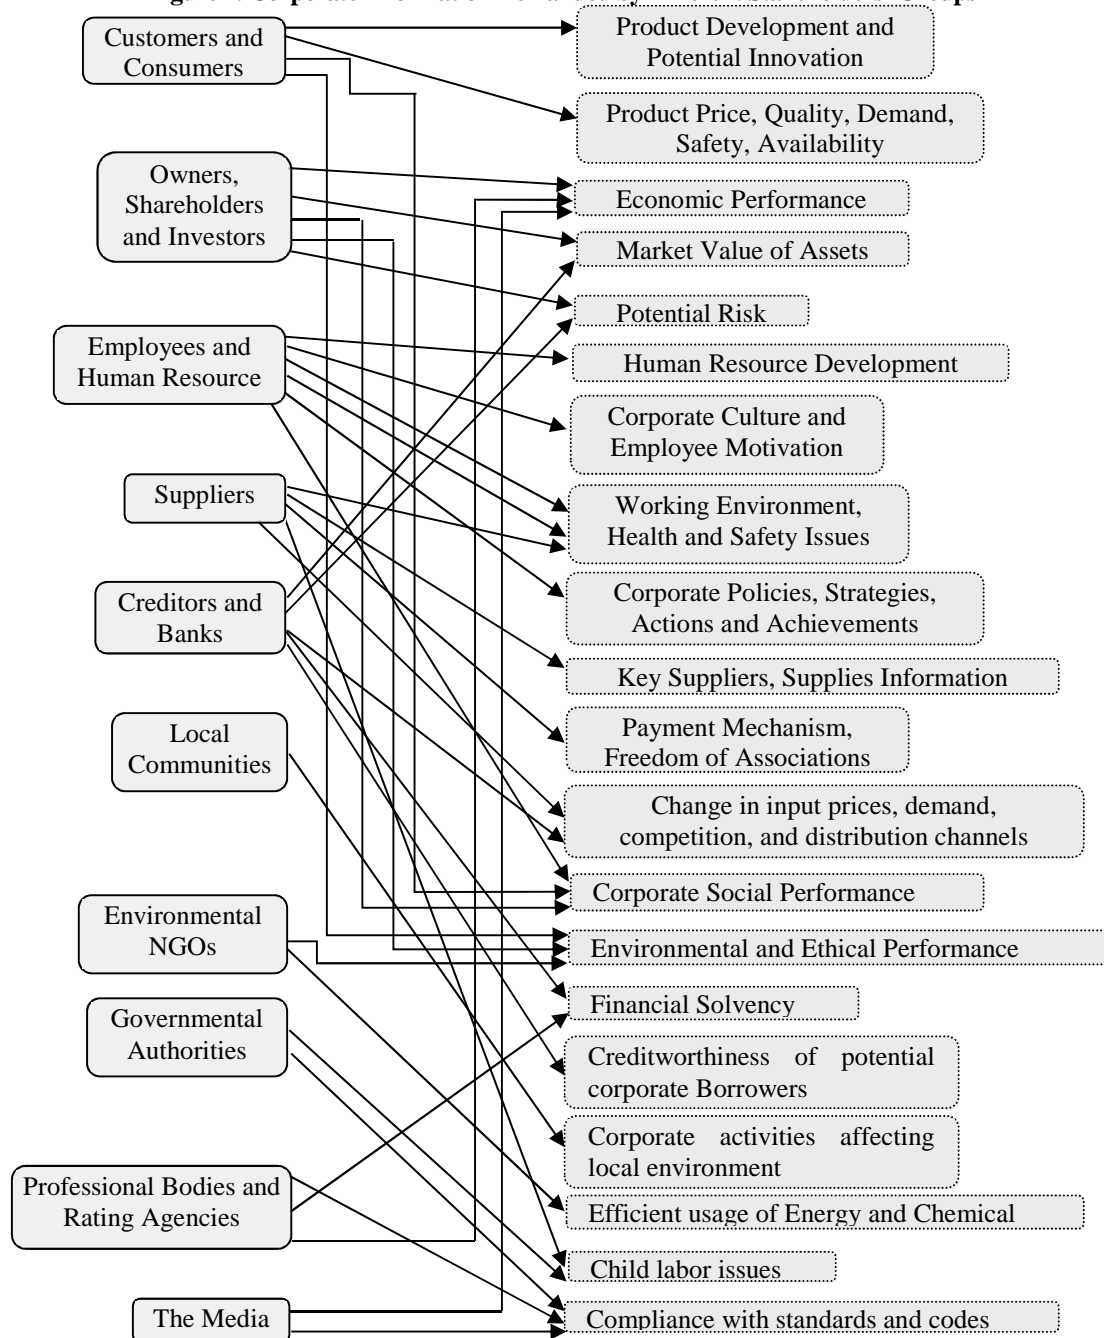 Customers and
Consumers
Product Development and
Potential Innovation
Product Price, Quality, Demand,
Safety, Availability
Owners,
Shareholders
and Investors
Economic Performance
Market Value of Assets
Potential Risk
Employees and
Human Resource
Human Resource Development
Corporate Culture and
Employee Motivation
Suppliers
Working Environment,
Health and Safety Issues
Creditors and
Banks
Corporate Policies, Strategies,
Actions and Achievements
Key Suppliers, Supplies Information
Local
Communities
Payment Mechanism,
Freedom of Associations
Change in input prices, demand,
competition, and distribution channels
Corporate Social Performance
Environmental
NGOs
Environmental and Ethical Performance
Financial Solvency
Governmental
Authorities
Creditworthiness of potential
corporate Borrowers
Corporate activities affecting
local environment
Professional Bodies and
Rating Agencies
Efficient usage of Energy and Chemical
Child labor issues
The Media
Compliance with standards and codes